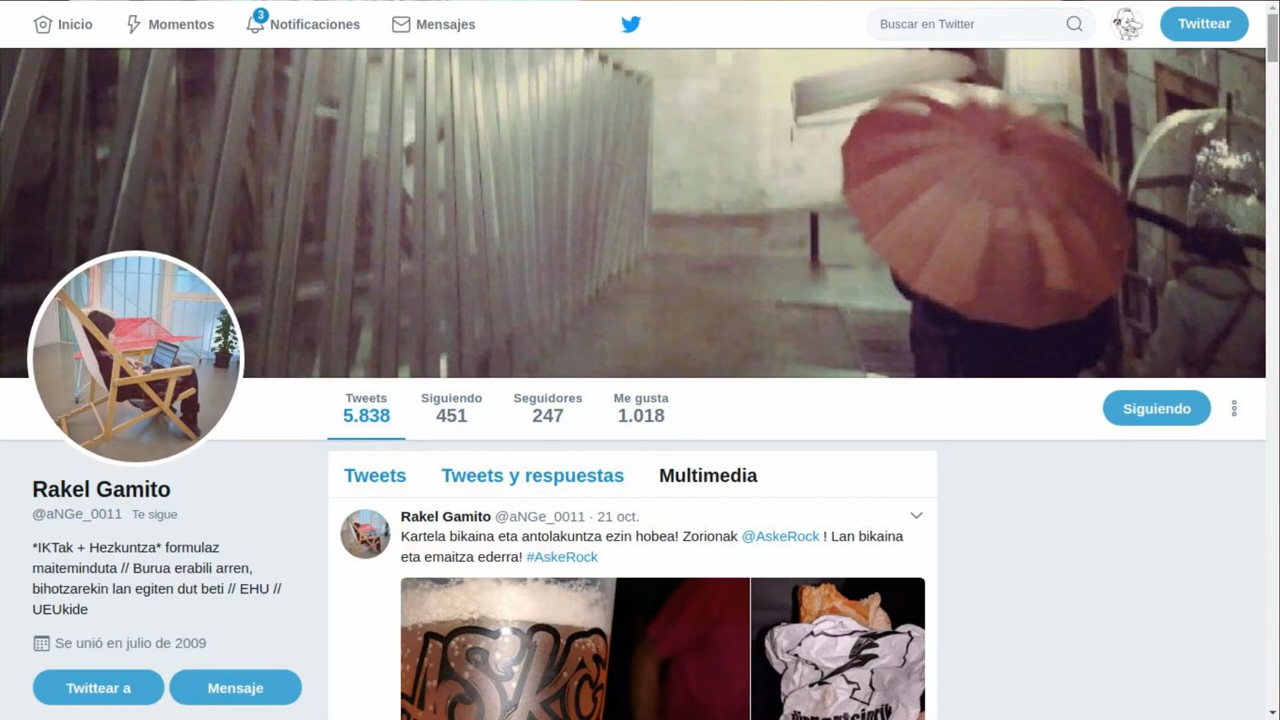 Inicio Momentos 3 Notificaciones Mensajes Buscar en Twitter Twittear
Tweets Siguiendo Seguidores Me gusta
5.838 451 247 1.018
Siguiendo
Rakel Gamito
@aNGe_0011 Te sigue
*IKTak + Hezkuntza* formulaz
maiteminduta // Burua erabili arren,
bihotzarekin lan egiten dut beti // EHU //
UEUkide
Se unió en julio de 2009
Twittear a Mensaje
Tweets Tweets y respuestas Multimedia
Rakel Gamito @aNGe_0011 · 21 oct.
Kartela bikaina eta antolakuntza ezin hobea! Zorionak @AskeRock ! Lan bikaina
eta emaitza ederra! #AskeRock
ASKE